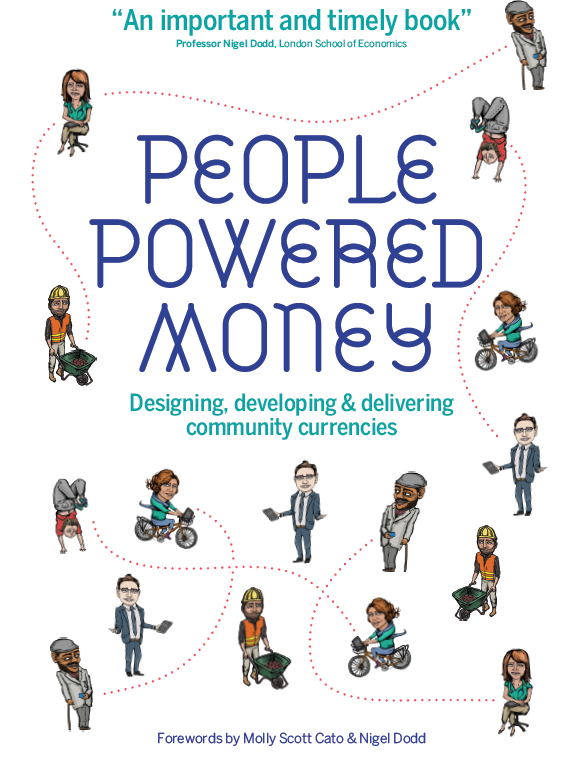 “An important and timely book”
Professor Nigel Dodd, London School of Economics
PEOPLE
POWERED
MONEY
Designing, developing & delivering
community currencies
Forewords by Molly Scott Cato & Nigel Dodd